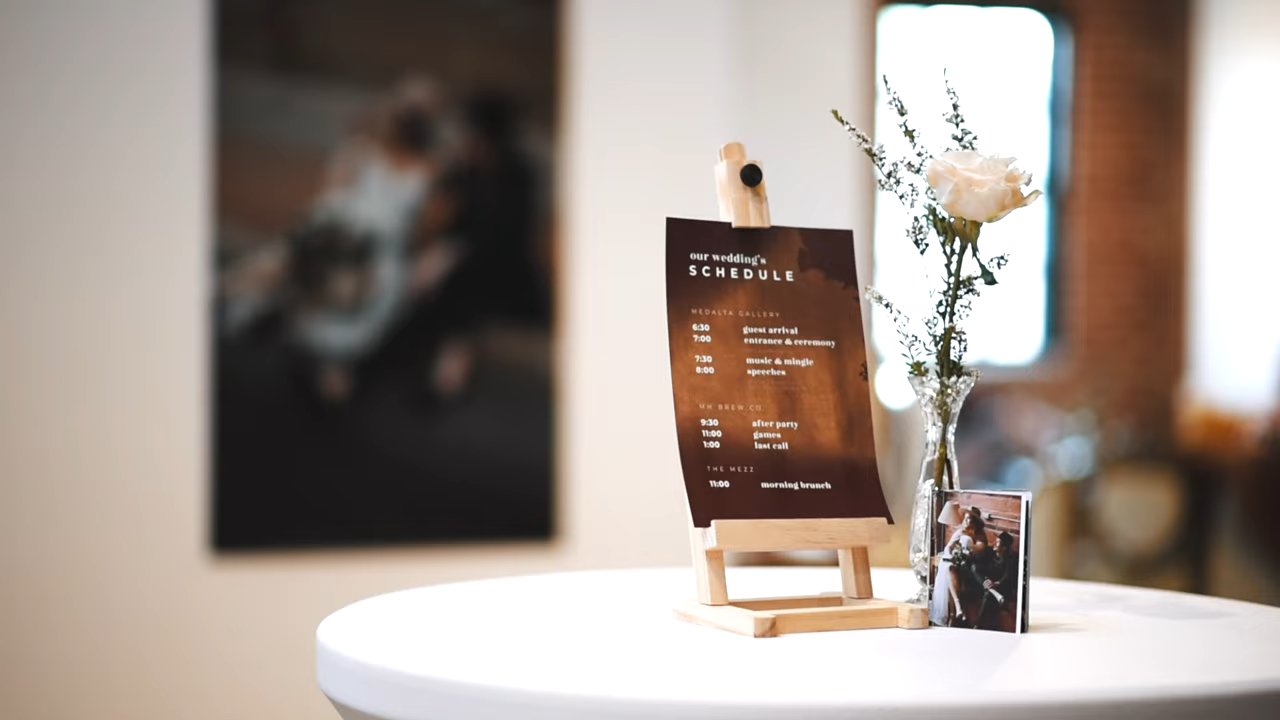 our wedding's
SCHEDULE
MEDALTA GALLERY
6:30 guest arrival
7:00 entrance & ceremony
7:30 music & mingle
8:00 speeches
MH BREW CO
9:30 after party
11:00 games
1:00 last call
THE MEZZ
11:00 morning brunch